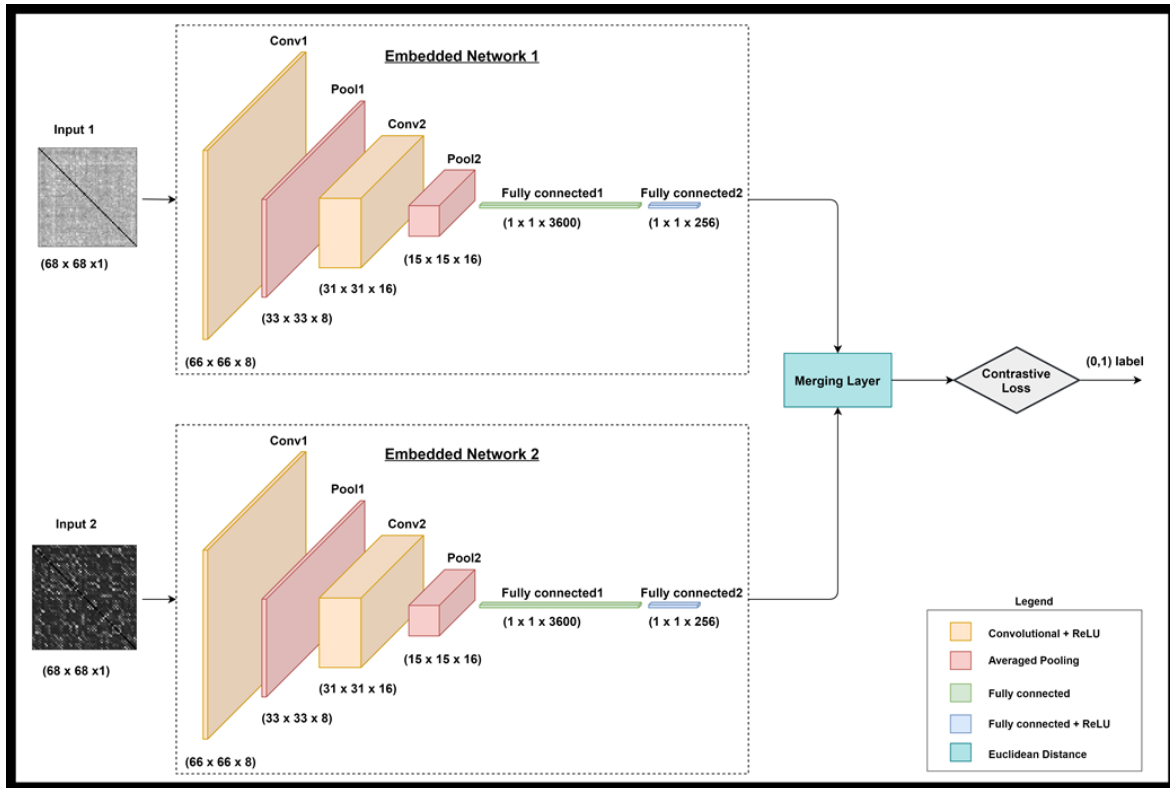 Embedded Network 1
Conv1
Pool1
Conv2
Pool2
Input 1
Fully connected1
Fully connected2
(1 x 1 x 3600)
(1 x 1 x 256)
(68 x 68 x1)
(15 x 15 x 16)
(31 x 31 x 16)
(33 x 33 x 8)
(66 x 66 x 8)
Merging Layer
Contrastive
Loss
(0,1) label
Embedded Network 2
Conv1
Pool1
Conv2
Pool2
Input 2
Fully connected1
Fully connected2
(1 x 1 x 3600)
(1 x 1 x 256)
(68 x 68 x1)
(15 x 15 x 16)
(31 x 31 x 16)
(33 x 33 x 8)
(66 x 66 x 8)
Legend
Convolutional + ReLU
Averaged Pooling
Fully connected
Fully connected + ReLU
Euclidean Distance